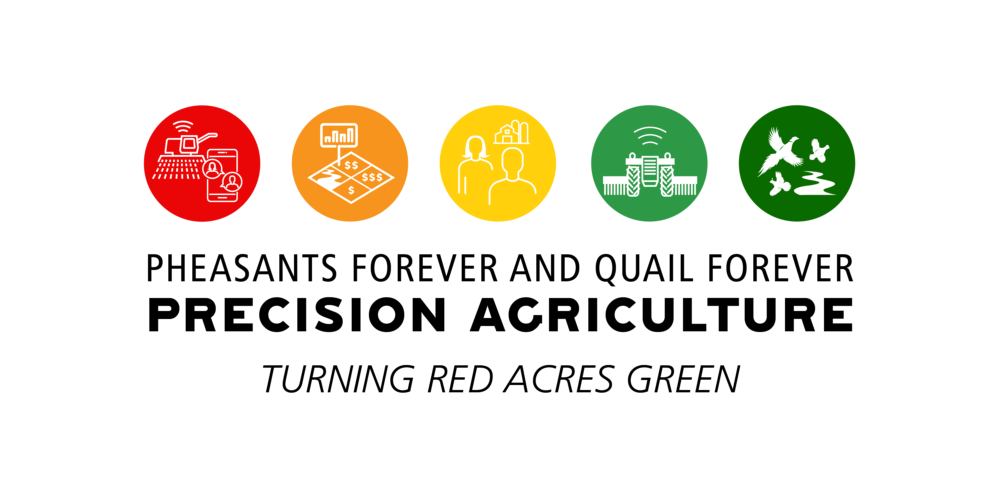 $$
$$$
$
PHEASANTS FOREVER AND QUAIL FOREVER
PRECISION AGRICULTURE
TURNING RED ACRES GREEN